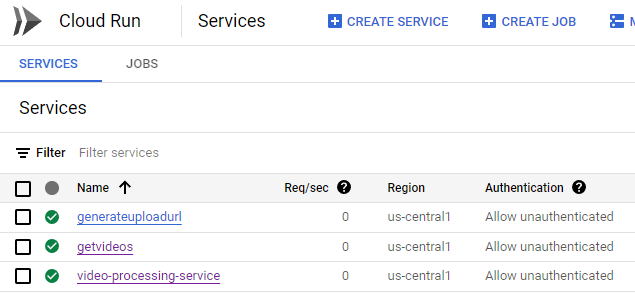 Cloud Run Services CREATE SERVICE CREATE JOB M
SERVICES JOBS
Services
Filter Filter services
Name Req/sec ? Region Authentication ?
generateuploadurl 0 us-central1 Allow unauthenticated
getvideos 0 us-central1 Allow unauthenticated
video-processing-service 0 us-central1 Allow unauthenticated